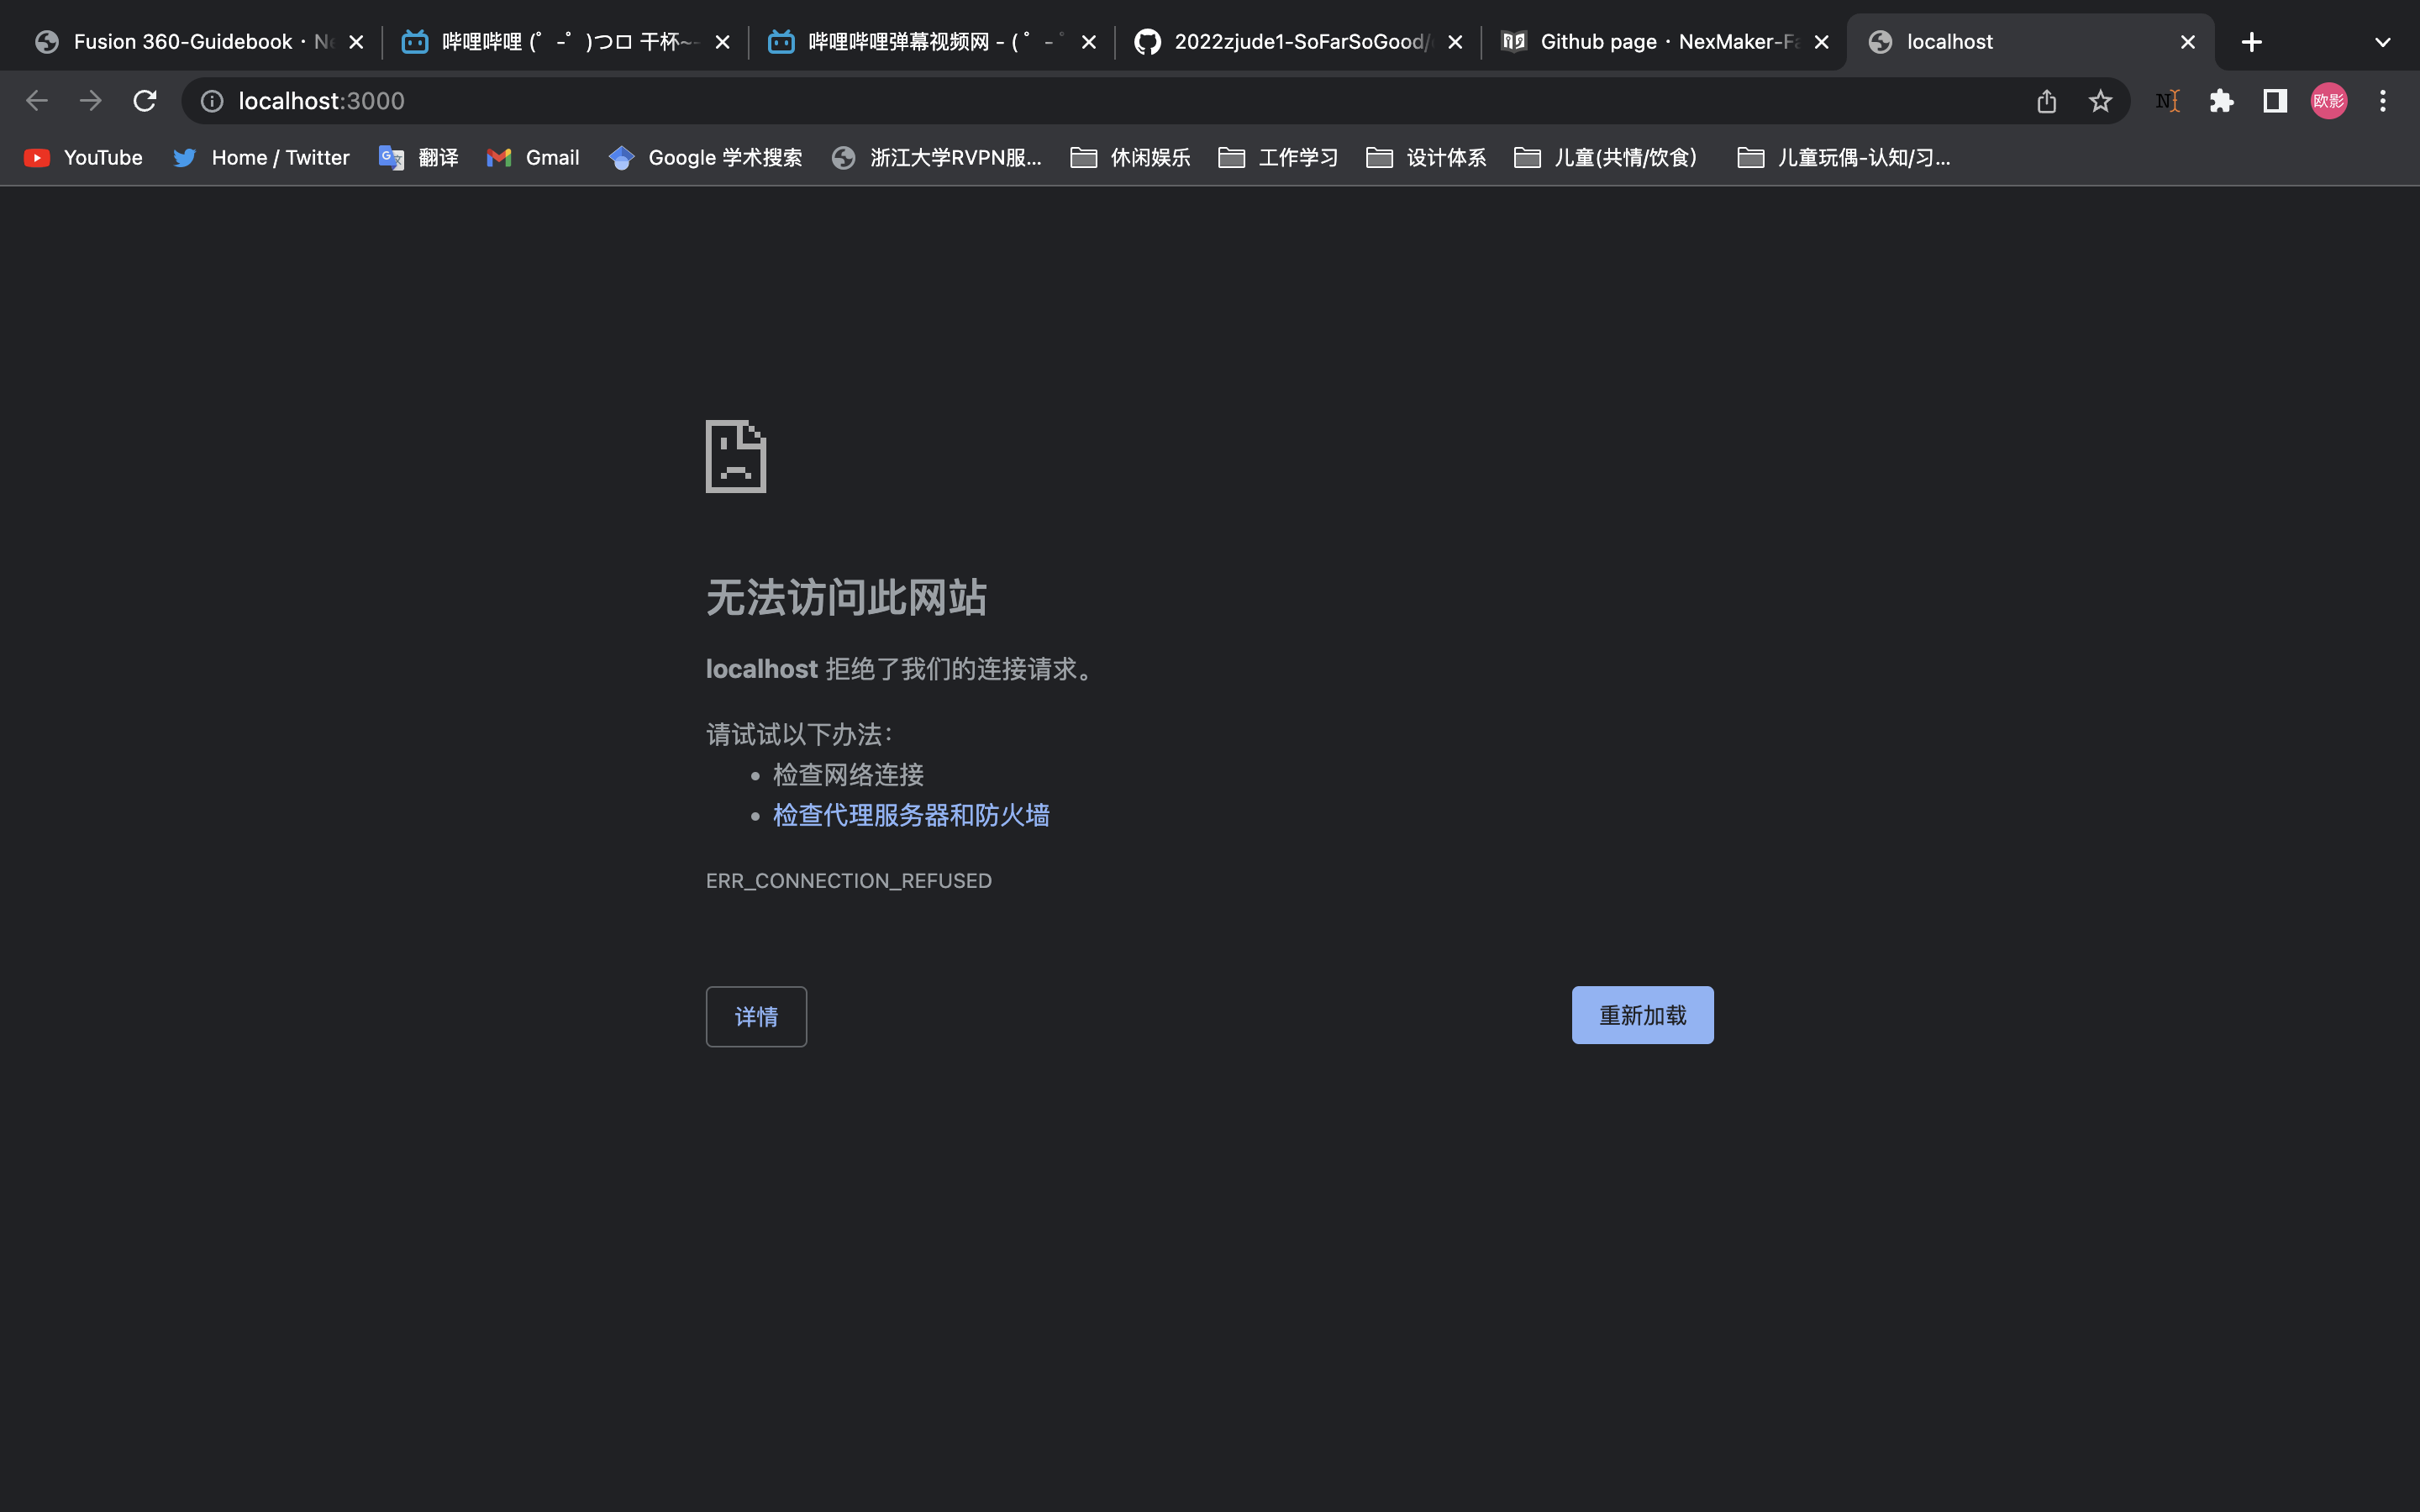 Fusion 360-Guidebook · Ne
哔哩哔哩 (゜-゜)つロ 干杯~-
哔哩哔哩弹幕视频网 - ( ゜-゜
2022zjude1-SoFarSoGood/
Github page · NexMaker-Fa
localhost
localhost:3000
欧影
YouTube
Home / Twitter
翻译
Gmail
Google 学术搜索
浙江大学RVPN服...
休闲娱乐
工作学习
设计体系
儿童(共情/饮食)
儿童玩偶-认知/习...
无法访问此网站
localhost 拒绝了我们的连接请求。
请试试以下办法：
• 检查网络连接
• 检查代理服务器和防火墙
ERR_CONNECTION_REFUSED
详情
重新加载